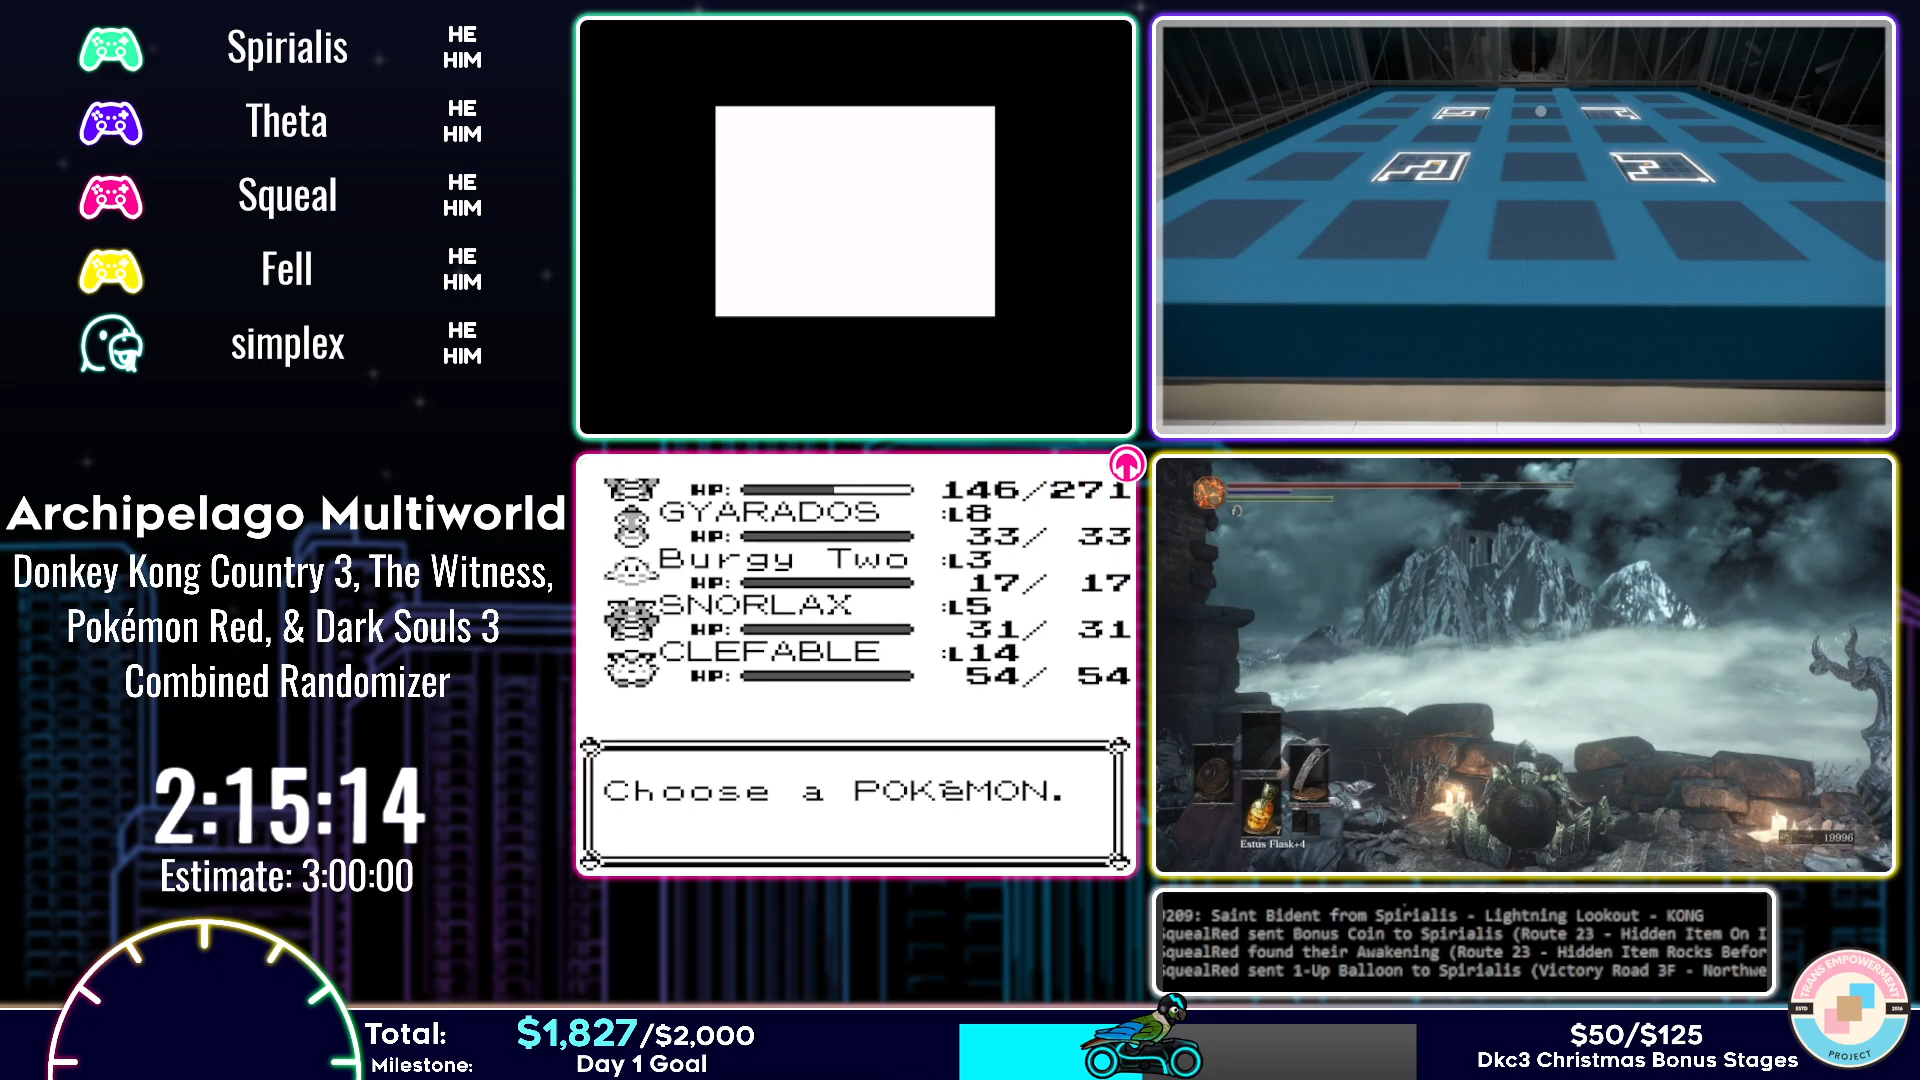 Spirialis
HE
HIM
Theta
HE
HIM
Squeal
HE
HIM
Fell
HE
HIM
simplex
HE
HIM
Archipelago Multiworld
Donkey Kong Country 3, The Witness,
Pokémon Red, & Dark Souls 3
Combined Randomizer
2:15:14
Estimate: 3:00:00
HP: 146/271
GYARADOS :L8
HP: 33/ 33
Burgy Two :L3
HP: 17/ 17
SNORLAX :L5
HP: 31/ 31
CLEFABLE :L14
HP: 54/ 54
Choose a POKéMON.
7
Estus Flask+4
19996
209: Saint Bident from Spirialis - Lightning Lookout - KONG
SquealRed sent Bonus Coin to Spirialis (Route 23 - Hidden Item On I
SquealRed found their Awakening (Route 23 - Hidden Item Rocks Befor
SquealRed sent 1-Up Balloon to Spirialis (Victory Road 3F - Northwe
Total: $1,827/$2,000
Milestone: Day 1 Goal
$50/$125
Dkc3 Christmas Bonus Stages
TRANS EMPOWERMENT
ESTD 2016
PROJECT